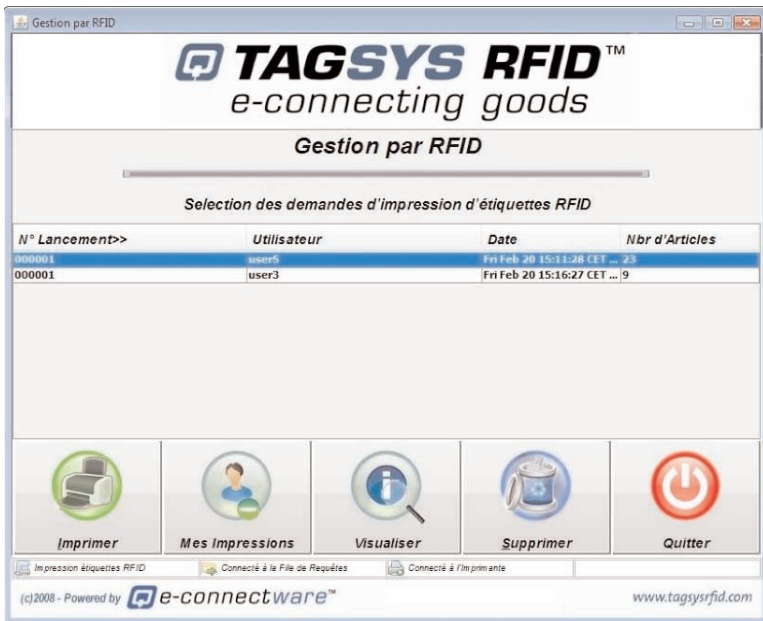 Gestion par RFID
TAGSYS RFID™
e-connecting goods
Gestion par RFID
Selection des demandes d'impression d'étiquettes RFID
N° Lancement>> Utilisateur Date Nbr d'Articles
000001 user5 Fri Feb 20 15:11:28 CET ... 23
000001 user3 Fri Feb 20 15:16:27 CET ... 9
Imprimer Mes Impressions Visualiser Supprimer Quitter
Impression étiquettes RFID Connecté à la File de Requêtes Connecté à l'Imprimante
(c)2008 - Powered by e-connectware™ www.tagsysrfid.com